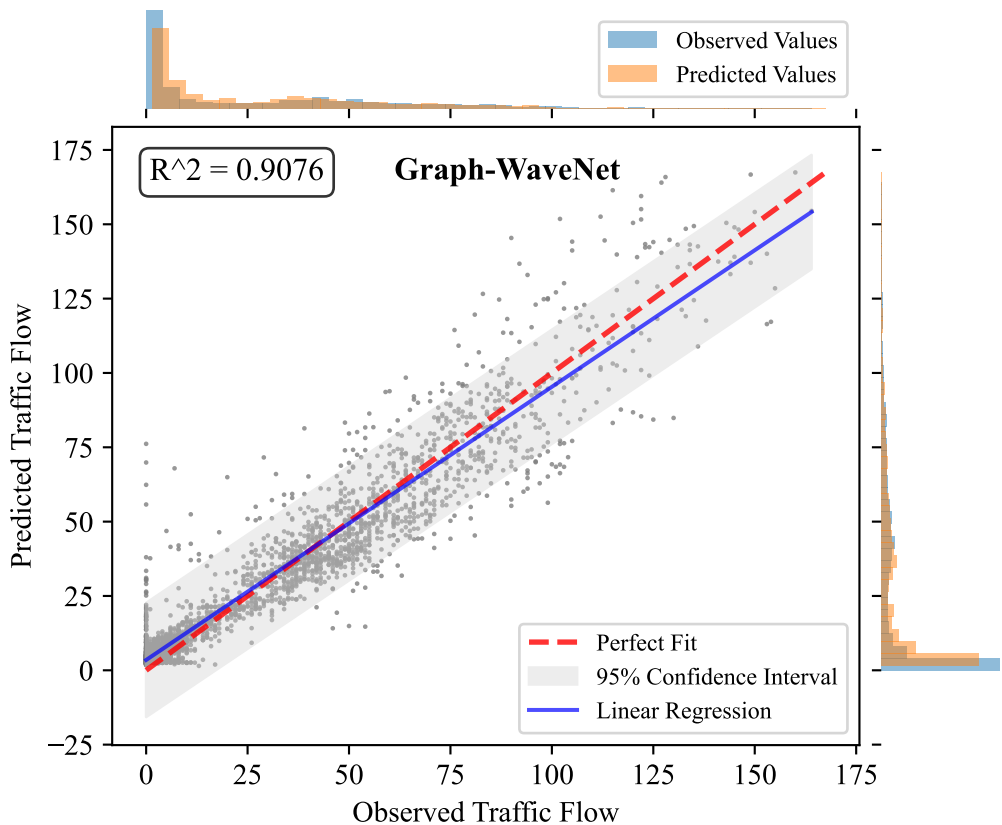 Observed Values
Predicted Values
R^2 = 0.9076
Graph-WaveNet
175
150
125
100
75
50
25
0
−25
Predicted Traffic Flow
Perfect Fit
95% Confidence Interval
Linear Regression
0 25 50 75 100 125 150 175
Observed Traffic Flow